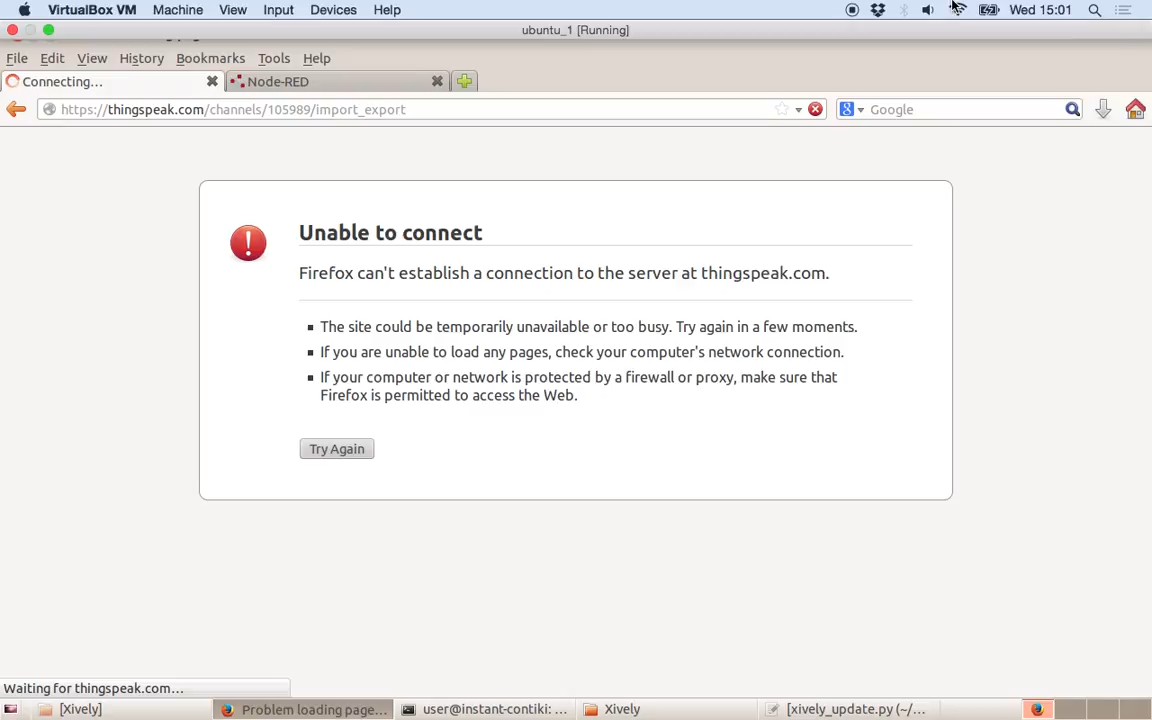 VirtualBox VM Machine View Input Devices Help Wed 15:01
ubuntu_1 [Running]
File Edit View History Bookmarks Tools Help
Connecting... Node-RED
https://thingspeak.com/channels/105989/import_export Google
Unable to connect
Firefox can't establish a connection to the server at thingspeak.com.
The site could be temporarily unavailable or too busy. Try again in a few moments.
If you are unable to load any pages, check your computer's network connection.
If your computer or network is protected by a firewall or proxy, make sure that
Firefox is permitted to access the Web.
Try Again
Waiting for thingspeak.com...
[Xively] Problem loading page... user@instant-contiki: ... Xively [xively_update.py (~/...